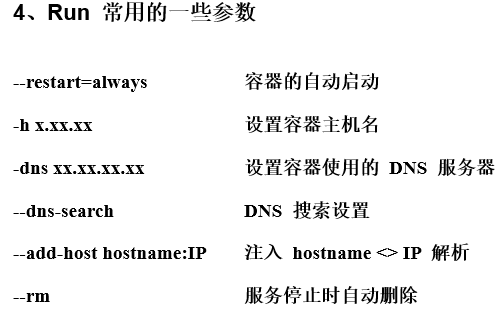 4、Run 常用的一些参数
--restart=always 容器的自动启动
-h x.xx.xx 设置容器主机名
-dns xx.xx.xx.xx 设置容器使用的 DNS 服务器
--dns-search DNS 搜索设置
--add-host hostname:IP 注入 hostname <> IP 解析
--rm 服务停止时自动删除